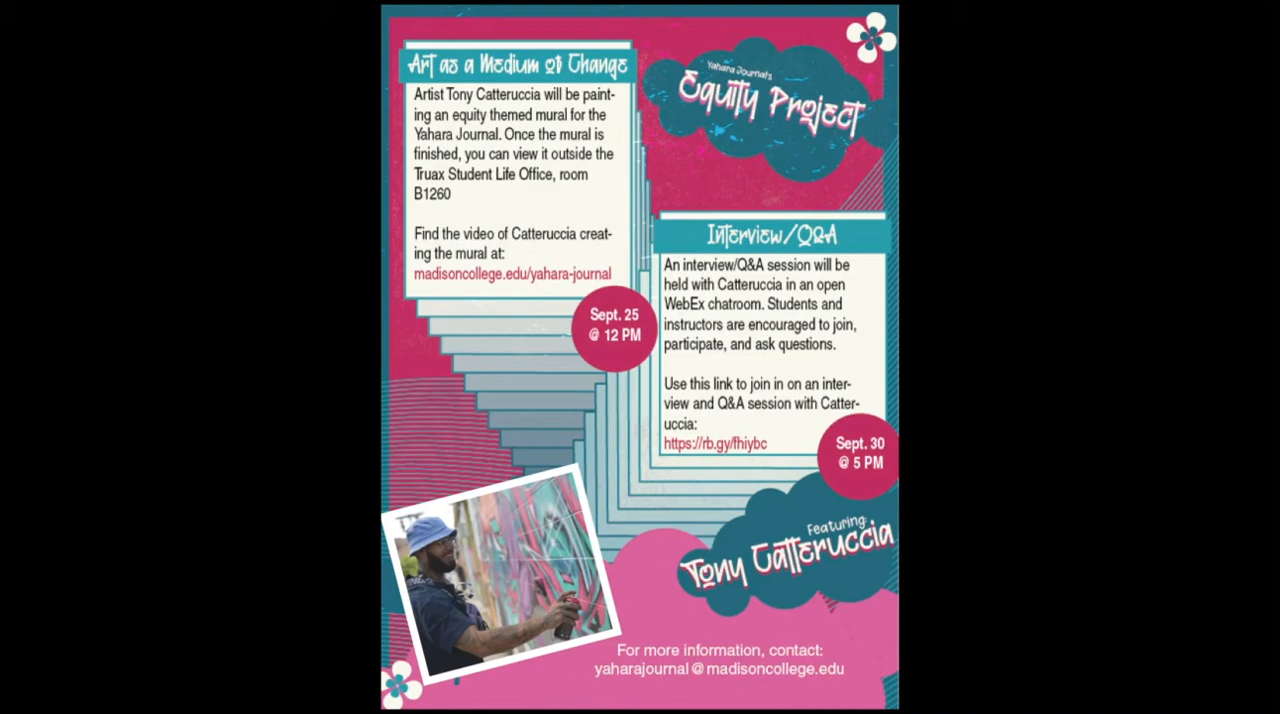 Art as a Medium of Change
Artist Tony Catteruccia will be paint-
ing an equity themed mural for the
Yahara Journal. Once the mural is
finished, you can view it outside the
Truax Student Life Office, room
B1260
Find the video of Catteruccia creat-
ing the mural at:
madisoncollege.edu/yahara-journal
Sept. 25
@ 12 PM
Yahara Journal's
Equity Project
Interview/Q&A
An interview/Q&A session will be
held with Catteruccia in an open
WebEx chatroom. Students and
instructors are encouraged to join,
participate, and ask questions.
Use this link to join in on an inter-
view and Q&A session with Catter-
uccia:
https://rb.gy/fhiybc
Sept. 30
@ 5 PM
Featuring:
Tony Catteruccia
For more information, contact:
yaharajournal@madisoncollege.edu